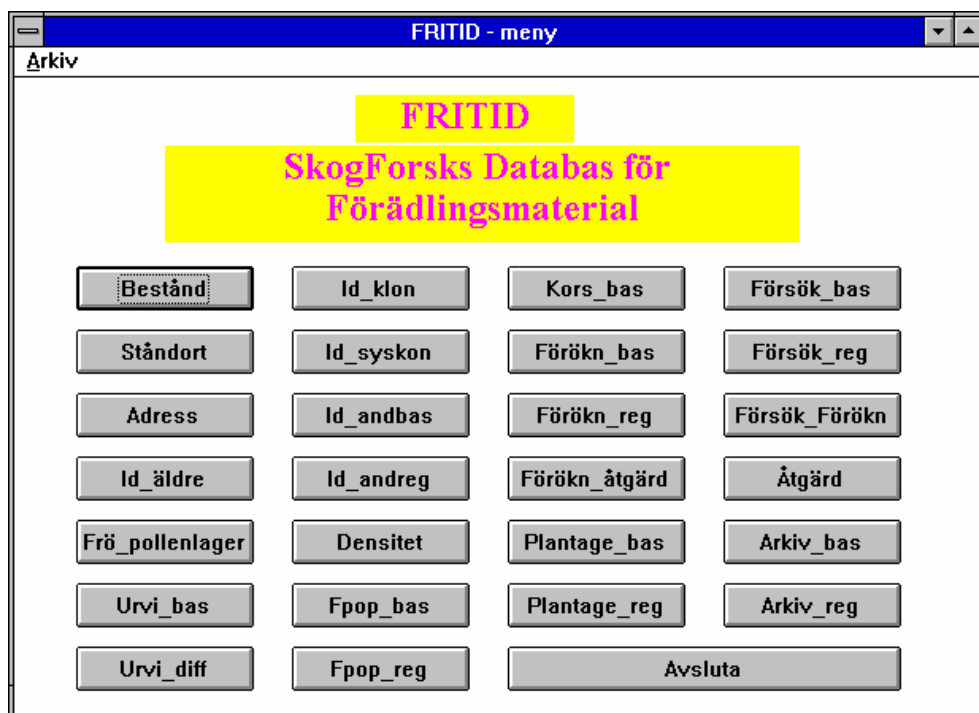 FRITID - meny
Arkiv
FRITID
SkogForsks Databas för
Förädlingsmaterial
Bestånd Id_klon Kors_bas Försök_bas
Ståndort Id_syskon Förökn_bas Försök_reg
Adress Id_andbas Förökn_reg Försök_Förökn
Id_äldre Id_andreg Förökn_åtgärd Åtgärd
Frö_pollenlager Densitet Plantage_bas Arkiv_bas
Urvi_bas Fpop_bas Plantage_reg Arkiv_reg
Urvi_diff Fpop_reg Avsluta